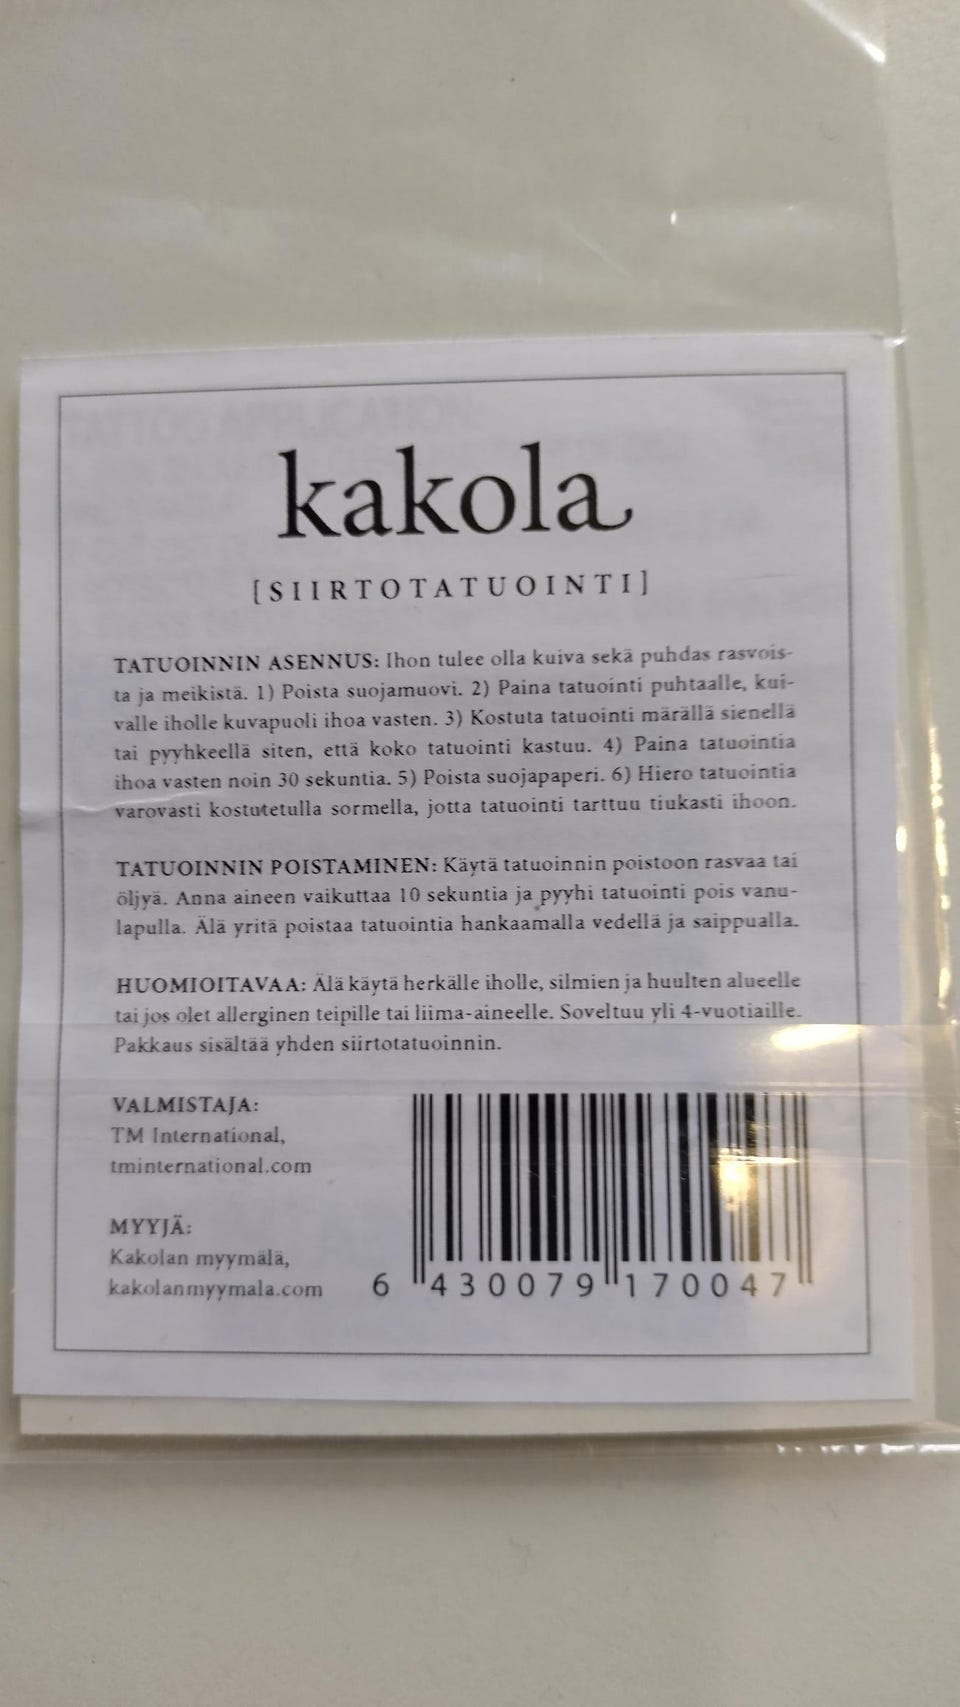 kakola
[SIIRTOTATUOINTI]
TATUOINNIN ASENNUS: Ihon tulee olla kuiva sekä puhdas rasvois-
ta ja meikistä. 1) Poista suojamuovi. 2) Paina tatuointi puhtaalle, kui-
valle iholle kuvapuoli ihoa vasten. 3) Kostuta tatuointi märällä sienellä
tai pyyhkeellä siten, että koko tatuointi kastuu. 4) Paina tatuointia
ihoa vasten noin 30 sekuntia. 5) Poista suojapaperi. 6) Hiero tatuointia
varovasti kostutetulla sormella, jotta tatuointi tarttuu tiukasti ihoon.
TATUOINNIN POISTAMINEN: Käytä tatuoinnin poistoon rasvaa tai
öljyä. Anna aineen vaikuttaa 10 sekuntia ja pyyhi tatuointi pois vanu-
lapulla. Älä yritä poistaa tatuointia hankaamalla vedellä ja saippualla.
HUOMIOITAVAA: Älä käytä herkälle iholle, silmien ja huulten alueelle
tai jos olet allerginen teipille tai liima-aineelle. Soveltuu yli 4-vuotiaille.
Pakkaus sisältää yhden siirtotatuoinnin.
VALMISTAJA:
TM International,
tminternational.com
MYYJÄ:
Kakolan myymälä,
kakolanmyymala.com
6 430079 170047